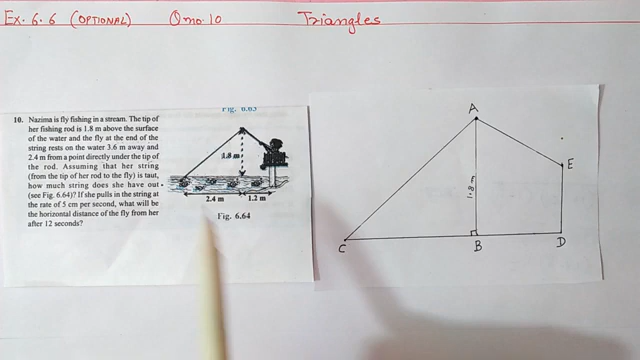 Ex. 6.6 (OPTIONAL) Q no. 10 Triangles
Fig. 6.63
10. Nazima is fly fishing in a stream. The tip of
her fishing rod is 1.8 m above the surface
of the water and the fly at the end of the
string rests on the water 3.6 m away and
2.4 m from a point directly under the tip of
the rod. Assuming that her string
(from the tip of her rod to the fly) is taut,
how much string does she have out
(see Fig. 6.64)? If she pulls in the string at
the rate of 5 cm per second, what will be
the horizontal distance of the fly from her
after 12 seconds?
1.8 m
2.4 m 1.2 m
Fig. 6.64
A
E
1.8
C B D